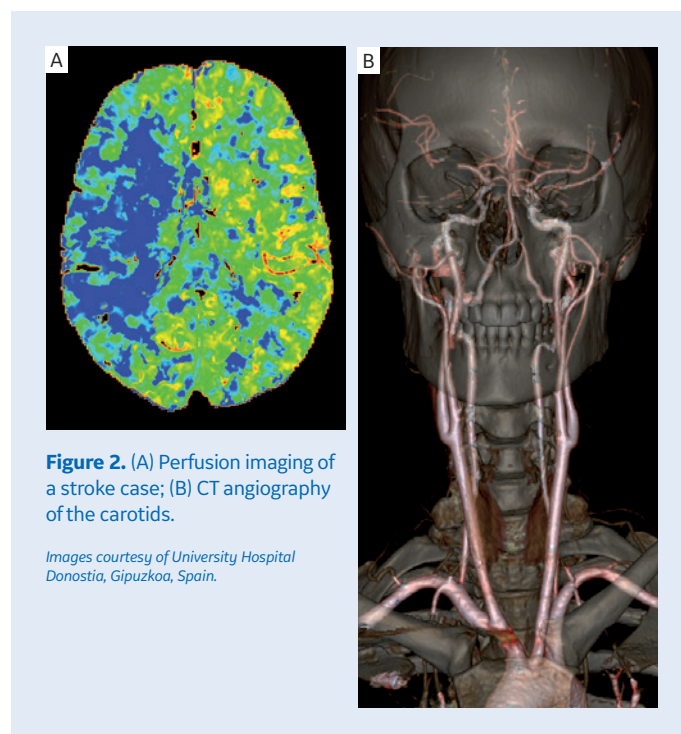 A
B
Figure 2. (A) Perfusion imaging of
a stroke case; (B) CT angiography
of the carotids.
Images courtesy of University Hospital
Donostia, Gipuzkoa, Spain.